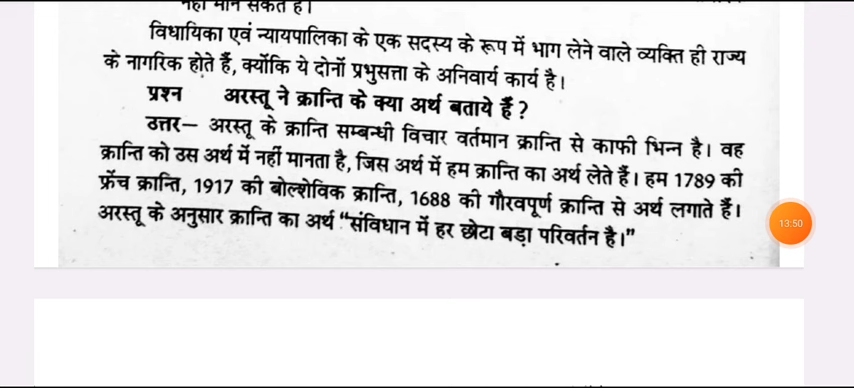 नहीं मान सकते हैं।
विधायिका एवं न्यायपालिका के एक सदस्य के रूप में भाग लेने वाले व्यक्ति ही राज्य
के नागरिक होते हैं, क्योंकि ये दोनों प्रभुसत्ता के अनिवार्य कार्य है।
प्रश्न अरस्तू ने क्रान्ति के क्या अर्थ बताये हैं?
उत्तर– अरस्तू के क्रान्ति सम्बन्धी विचार वर्तमान क्रान्ति से काफी भिन्न है। वह
क्रान्ति को उस अर्थ में नहीं मानता है, जिस अर्थ में हम क्रान्ति का अर्थ लेते हैं। हम 1789 की
फ्रेंच क्रान्ति, 1917 की बोल्शेविक क्रान्ति, 1688 की गौरवपूर्ण क्रान्ति से अर्थ लगाते हैं।
अरस्तू के अनुसार क्रान्ति का अर्थ “संविधान में हर छोटा बड़ा परिवर्तन है।”
13:50